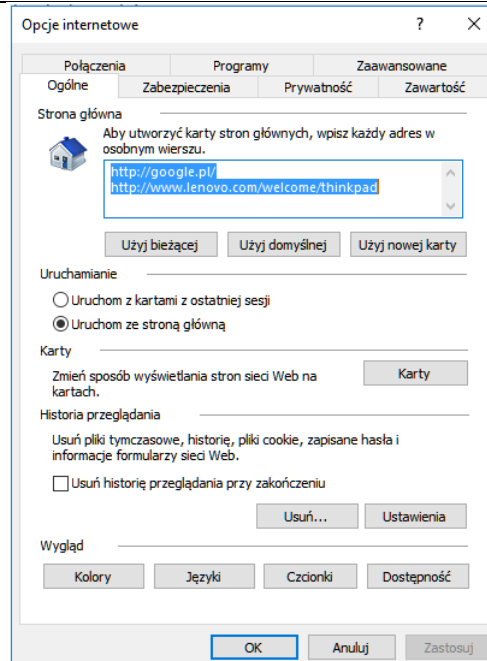 Opcje internetowe ? ×
Połączenia Programy Zaawansowane
Ogólne Zabezpieczenia Prywatność Zawartość
Strona główna
Aby utworzyć karty stron głównych, wpisz każdy adres w
osobnym wierszu.
http://google.pl/
http://www.lenovo.com/welcome/thinkpad
Użyj bieżącej Użyj domyślnej Użyj nowej karty
Uruchamianie
Uruchom z kartami z ostatniej sesji
Uruchom ze stroną główną
Karty
Zmień sposób wyświetlania stron sieci Web na
kartach.
Karty
Historia przeglądania
Usuń pliki tymczasowe, historię, pliki cookie, zapisane hasła i
informacje formularzy sieci Web.
Usuń historię przeglądania przy zakończeniu
Usuń... Ustawienia
Wygląd
Kolory Języki Czcionki Dostępność
OK Anuluj Zastosuj